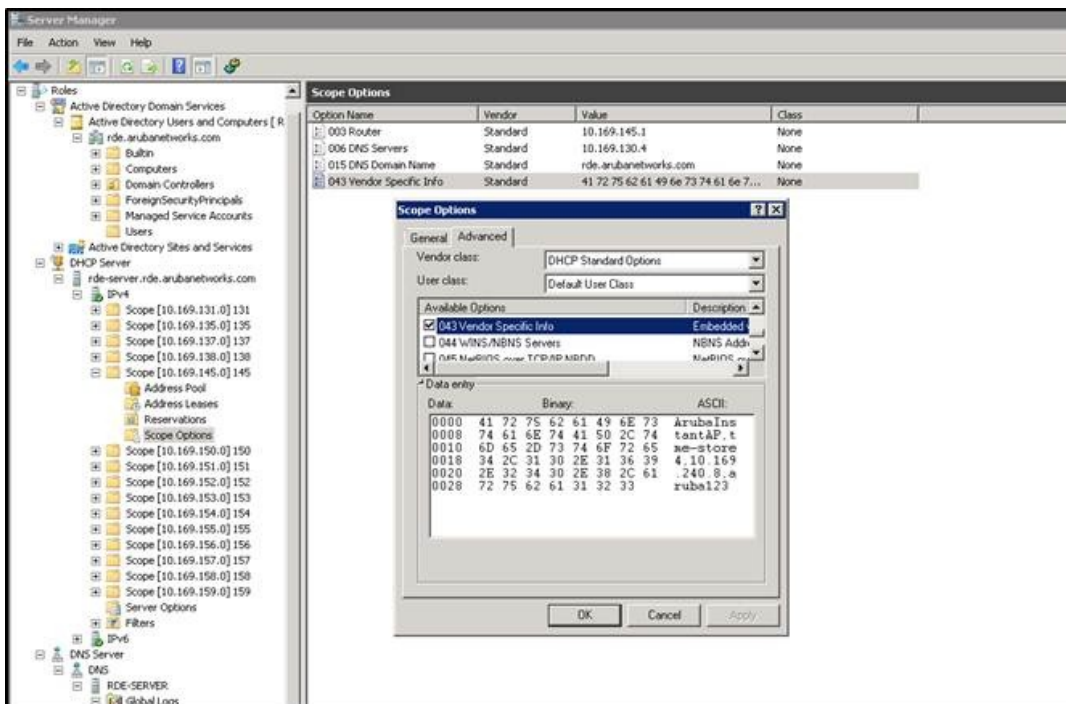 Server Manager
File Action View Help
Roles
Active Directory Domain Services
Active Directory Users and Computers [ R
rde.arubanetworks.com
Builtin
Computers
Domain Controllers
ForeignSecurityPrincipals
Managed Service Accounts
Users
Active Directory Sites and Services
DHCP Server
rde-server.rde.arubanetworks.com
IPv4
Scope [10.169.131.0] 131
Scope [10.169.135.0] 135
Scope [10.169.137.0] 137
Scope [10.169.138.0] 138
Scope [10.169.145.0] 145
Address Pool
Address Leases
Reservations
Scope Options
Scope [10.169.150.0] 150
Scope [10.169.151.0] 151
Scope [10.169.152.0] 152
Scope [10.169.153.0] 153
Scope [10.169.154.0] 154
Scope [10.169.155.0] 155
Scope [10.169.156.0] 156
Scope [10.169.157.0] 157
Scope [10.169.158.0] 158
Scope [10.169.159.0] 159
Server Options
Filters
IPv6
DNS Server
DNS
RDE-SERVER
Global Logs
Scope Options
Option Name Vendor Value Class
003 Router Standard 10.169.145.1 None
006 DNS Servers Standard 10.169.130.4 None
015 DNS Domain Name Standard rde.arubanetworks.com None
043 Vendor Specific Info Standard 41 72 75 62 61 49 6e 73 74 61 6e 7... None
Scope Options
General Advanced
Vendor class: DHCP Standard Options
User class: Default User Class
Available Options Description
043 Vendor Specific Info Embedded
044 WINS/NBNS Servers NBNS Addr
045 NetBIOS over TCP/IP NBDD
Data entry
Data: Binary: ASCII:
0000 41 72 75 62 61 49 6E 73 ArubaIns
0008 74 61 6E 74 41 50 2C 74 tantAP,t
0010 6D 65 2D 73 74 6F 72 65 me-store
0018 34 2C 31 30 2E 31 36 39 4,10.169
0020 2E 32 34 30 2E 38 2C 61 .240.8,a
0028 72 75 62 61 31 32 33 ruba123
OK Cancel Apply